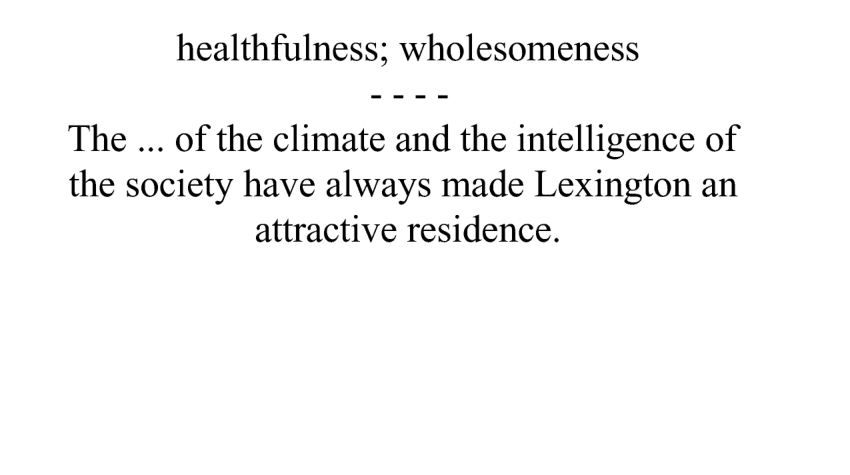 healthfulness; wholesomeness
- - - -
The ... of the climate and the intelligence of
the society have always made Lexington an
attractive residence.